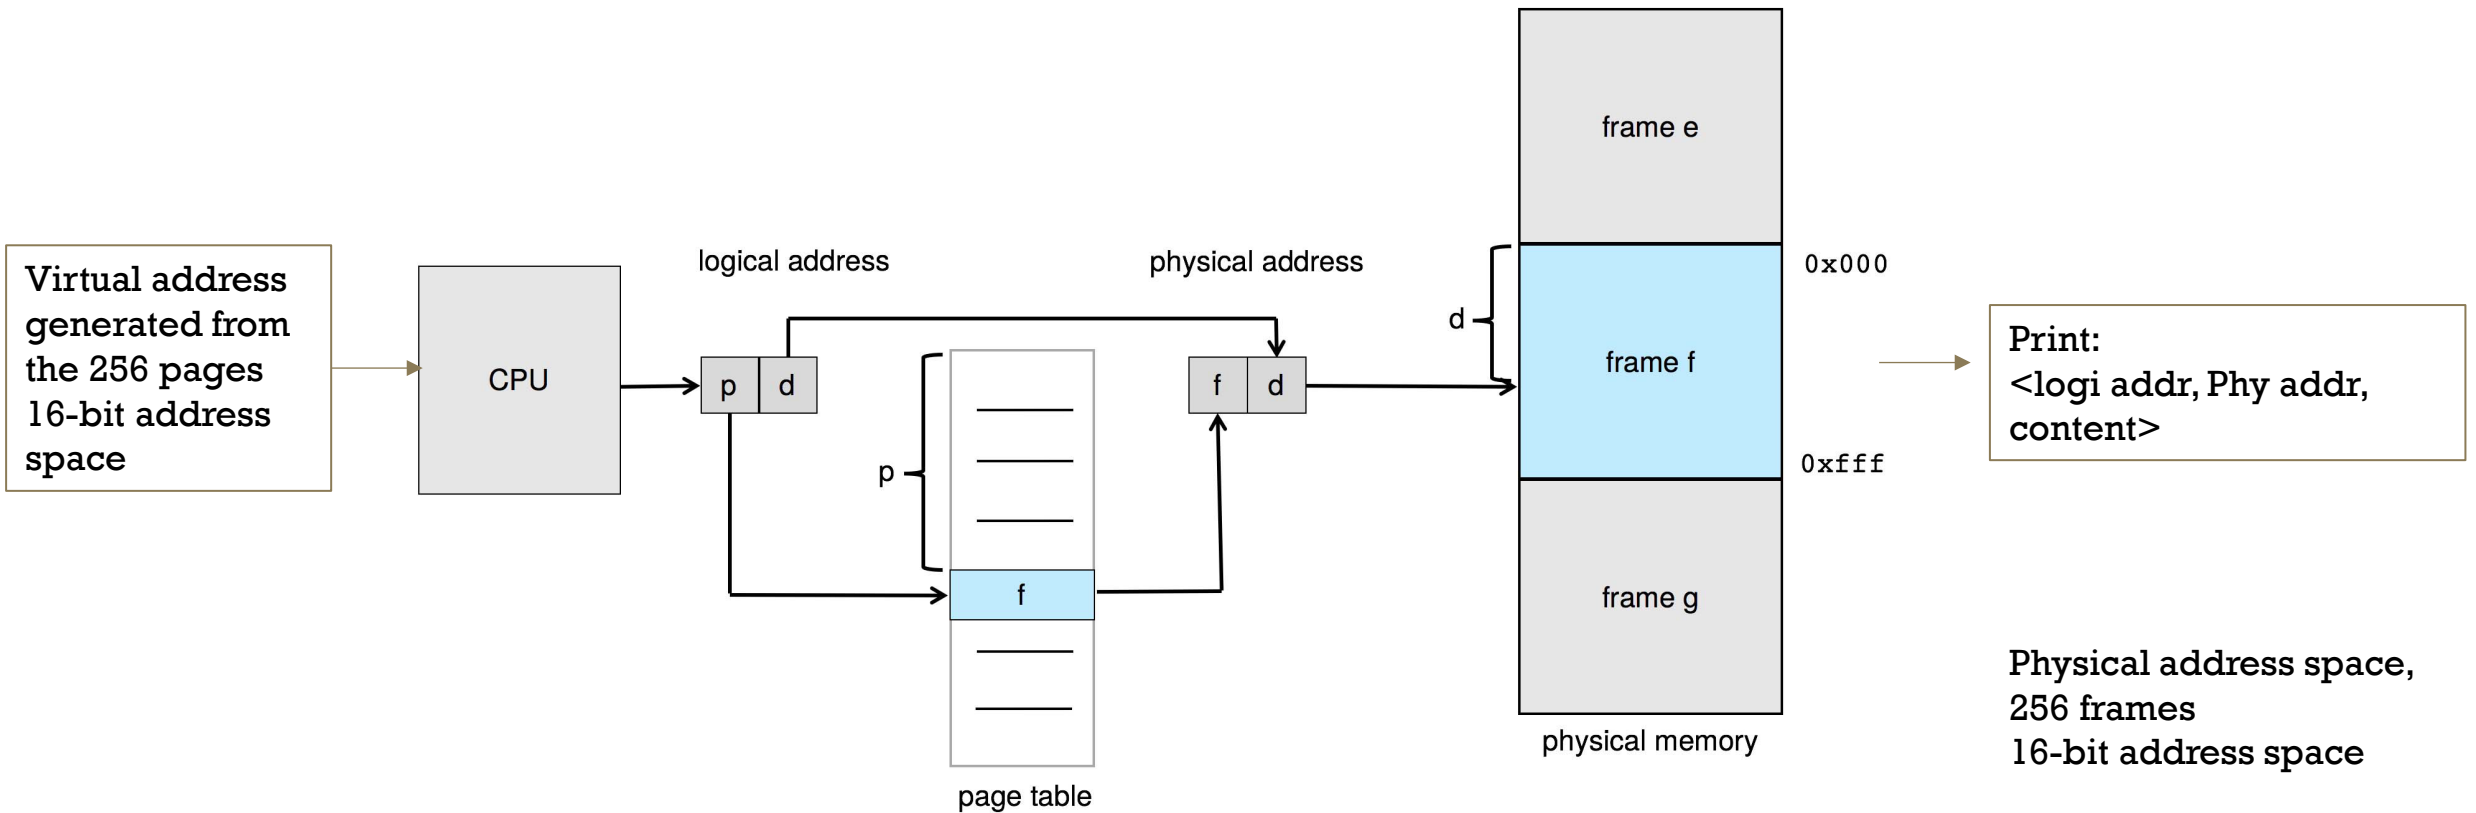 Virtual address
generated from
the 256 pages
16-bit address
space
CPU
logical address
p d
p
f
page table
physical address
f d
d
frame e
frame f
frame g
physical memory
0x000
0xfff
Print:
<logi addr, Phy addr,
content>
Physical address space,
256 frames
16-bit address space